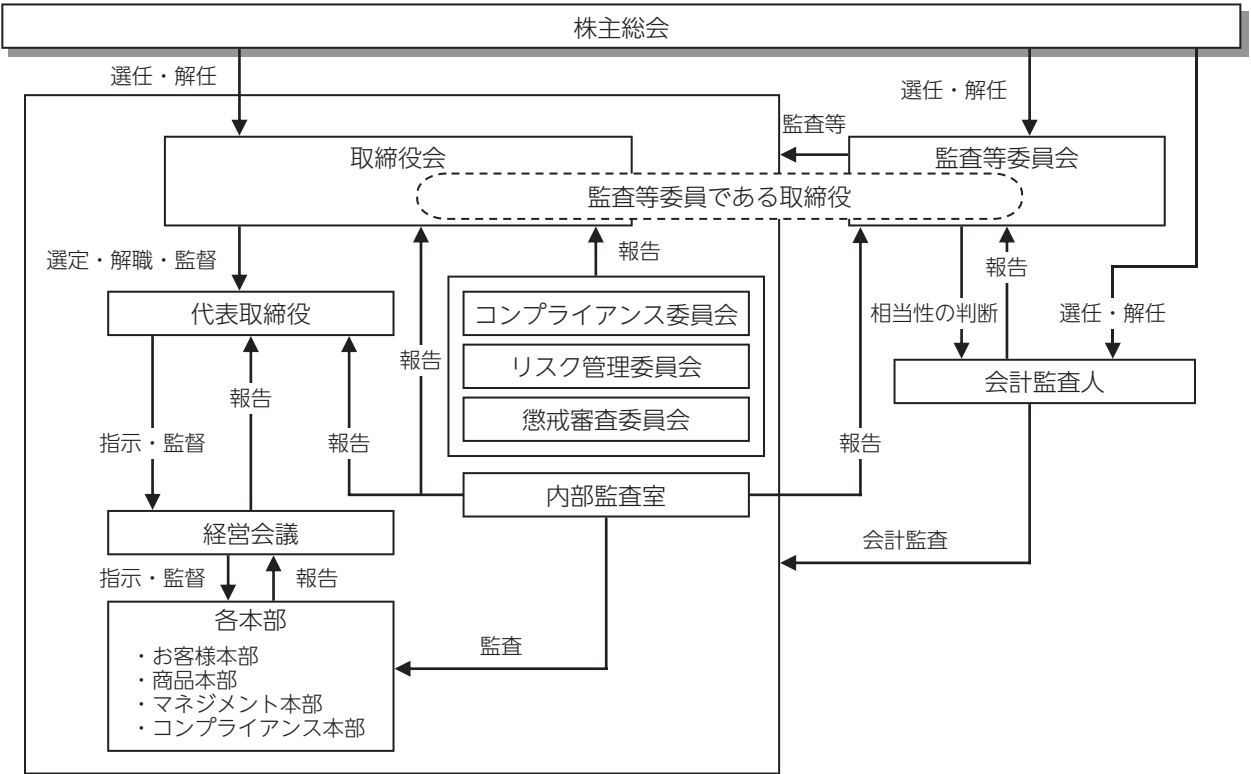 株主総会
選任・解任
選任・解任
監査等
取締役会
監査等委員会
監査等委員である取締役
選定・解職・監督
報告
報告
代表取締役
コンプライアンス委員会
相当性の判断
選任・解任
報告
リスク管理委員会
会計監査人
報告
懲戒審査委員会
指示・監督
報告
報告
内部監査室
経営会議
会計監査
指示・監督
報告
各本部
監査
・お客様本部
・商品本部
・マネジメント本部
・コンプライアンス本部